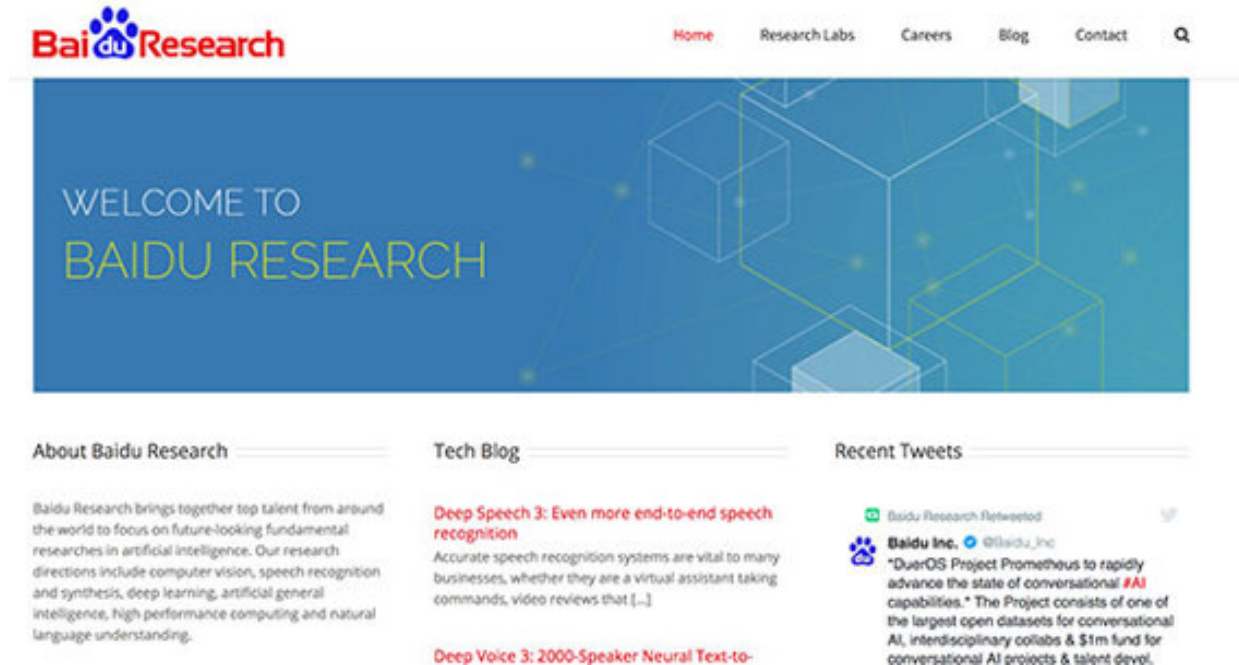 Bai du Research
Home Research Labs Careers Blog Contact
WELCOME TO
BAIDU RESEARCH
About Baidu Research
Baidu Research brings together top talent from around
the world to focus on future-looking fundamental
researches in artificial intelligence. Our research
directions include computer vision, speech recognition
and synthesis, deep learning, artificial general
intelligence, high performance computing and natural
language understanding.
Tech Blog
Deep Speech 3: Even more end-to-end speech
recognition
Accurate speech recognition systems are vital to many
businesses, whether they are a virtual assistant taking
commands, video reviews that [...]
Deep Voice 3: 2000-Speaker Neural Text-to-
Recent Tweets
Baidu Research Retweeted
Baidu Inc. @Baidu_Inc
"DuerOS Project Prometheus to rapidly
advance the state of conversational #AI
capabilities." The Project consists of one of
the largest open datasets for conversational
AI, interdisciplinary collabs & $1m fund for
conversational AI projects & talent devel.